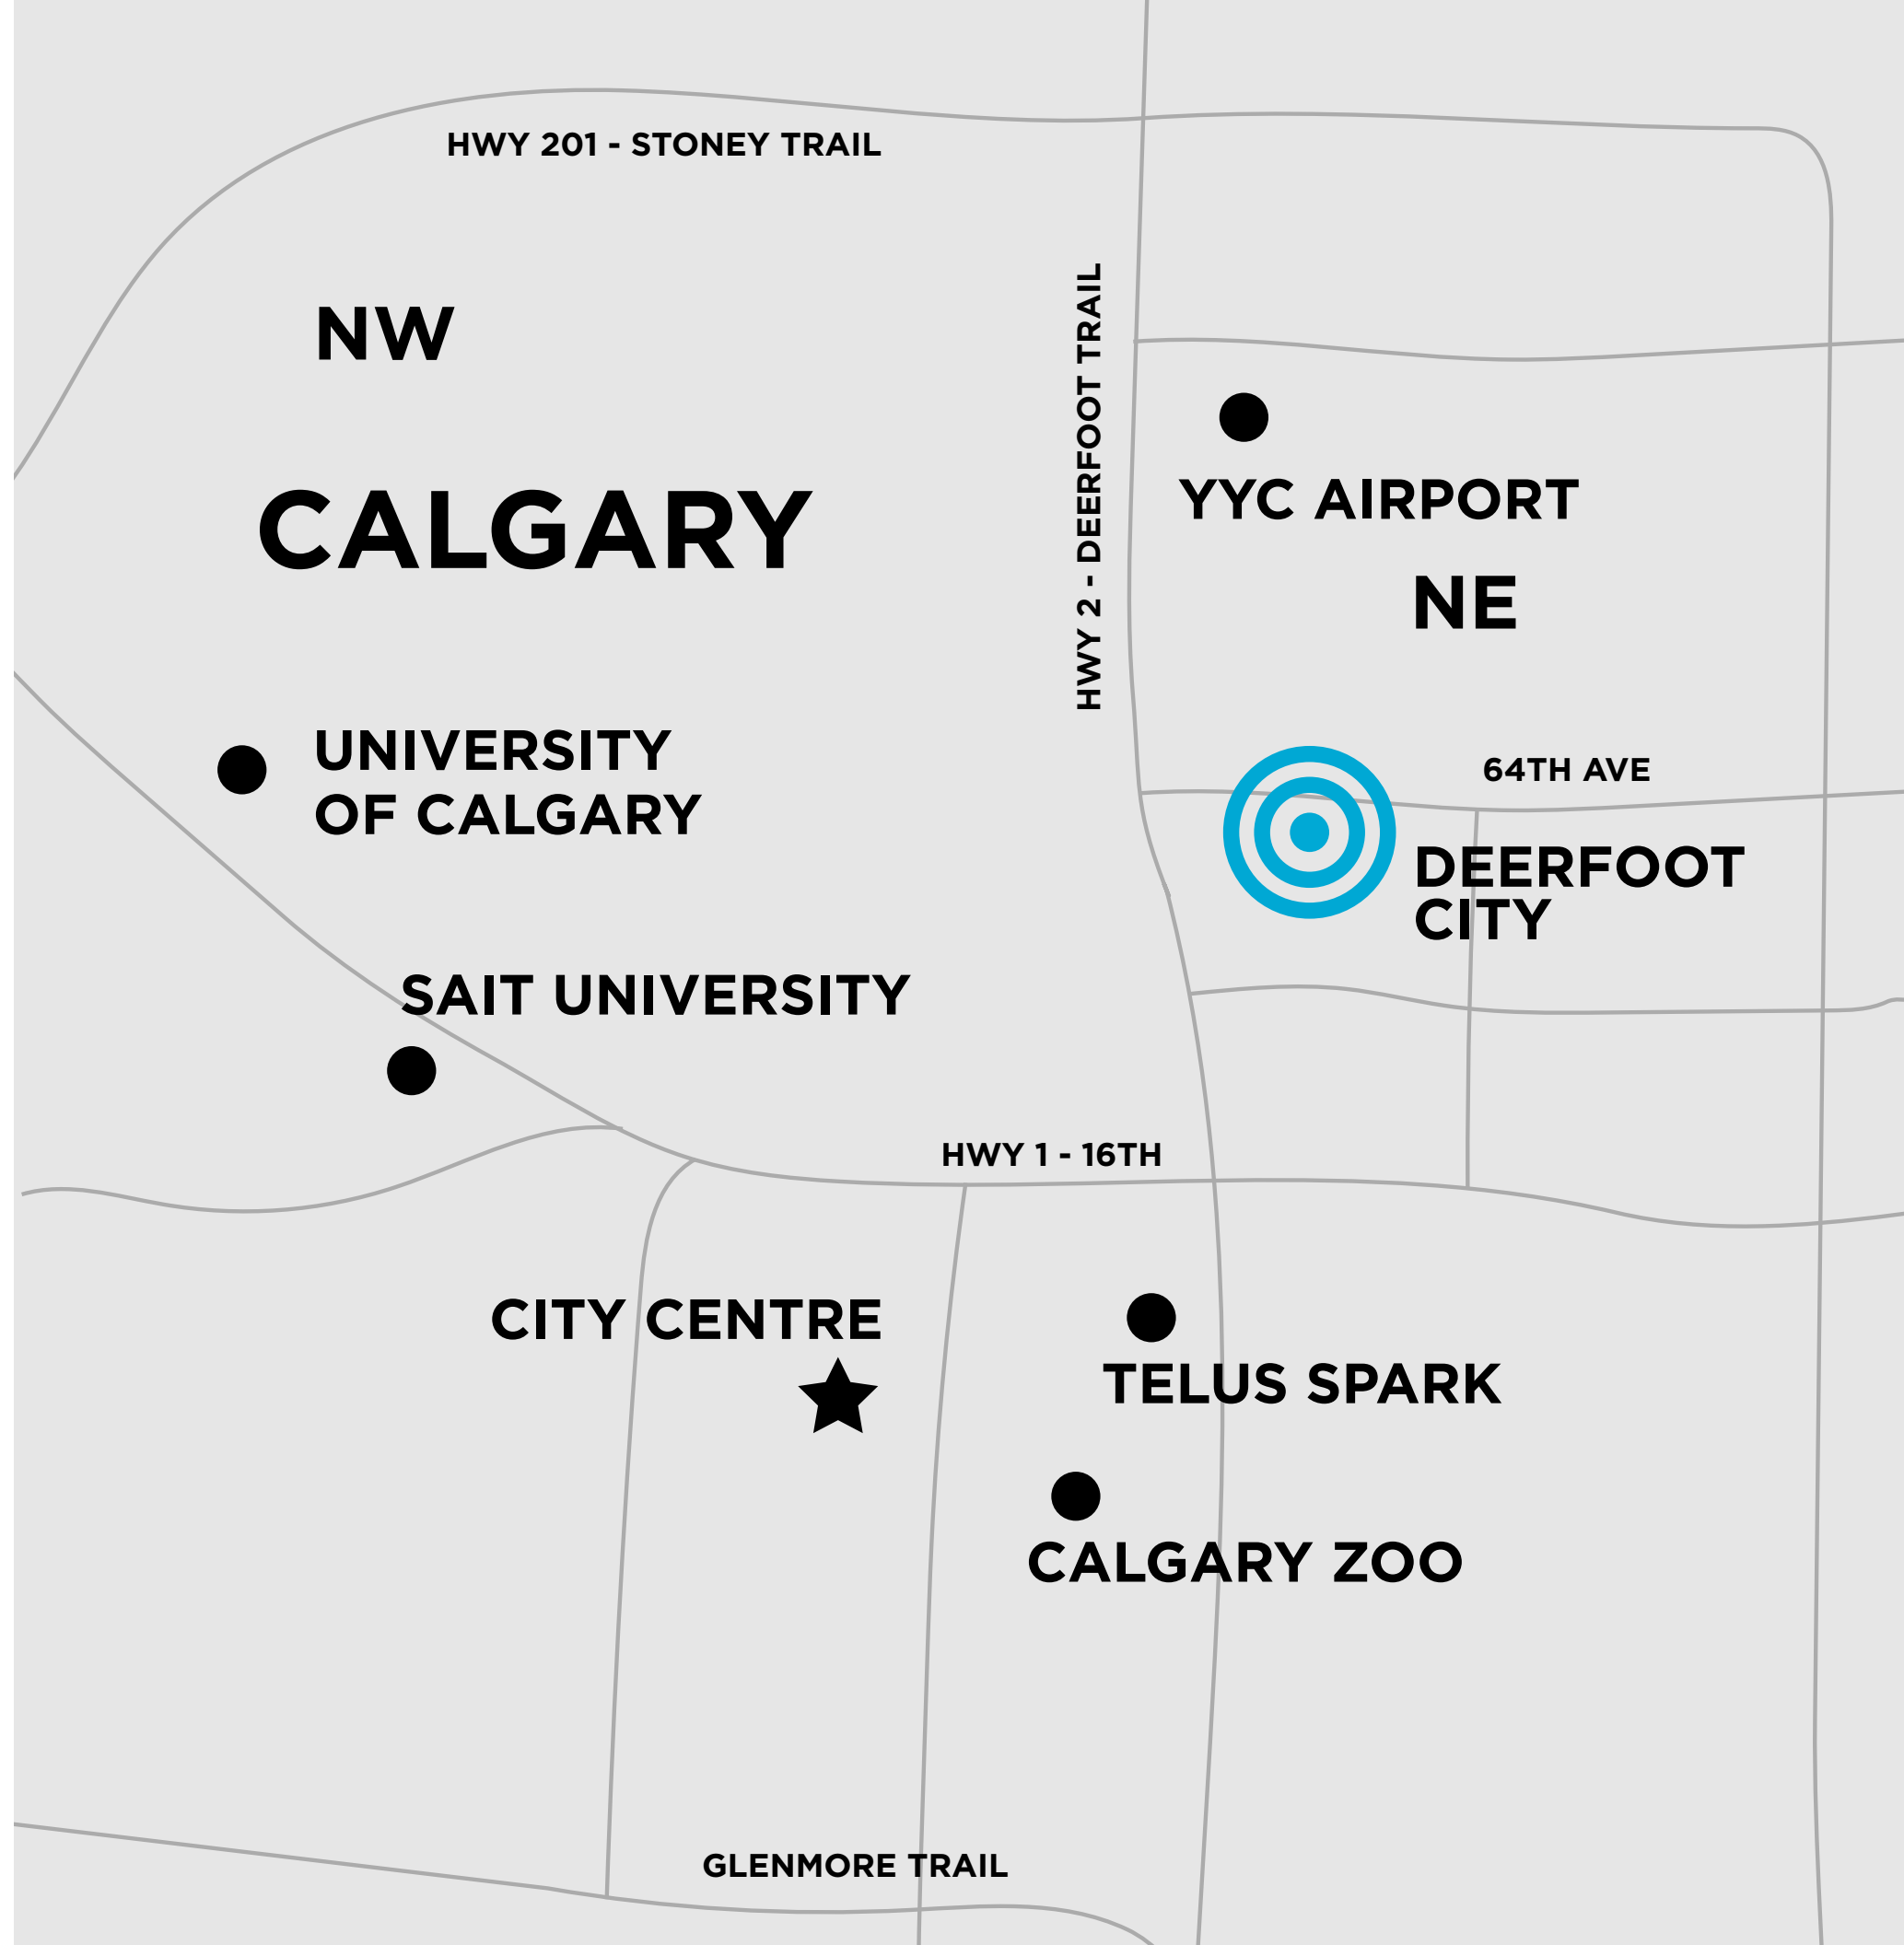 HWY 201 - STONEY TRAIL
NW
HWY 2 - DEERFOOT TRAIL
CALGARY
YYC AIRPORT
NE
UNIVERSITY
OF CALGARY
64TH AVE
DEERFOOT
CITY
SAIT UNIVERSITY
HWY 1 - 16TH
CITY CENTRE
TELUS SPARK
CALGARY ZOO
GLENMORE TRAIL